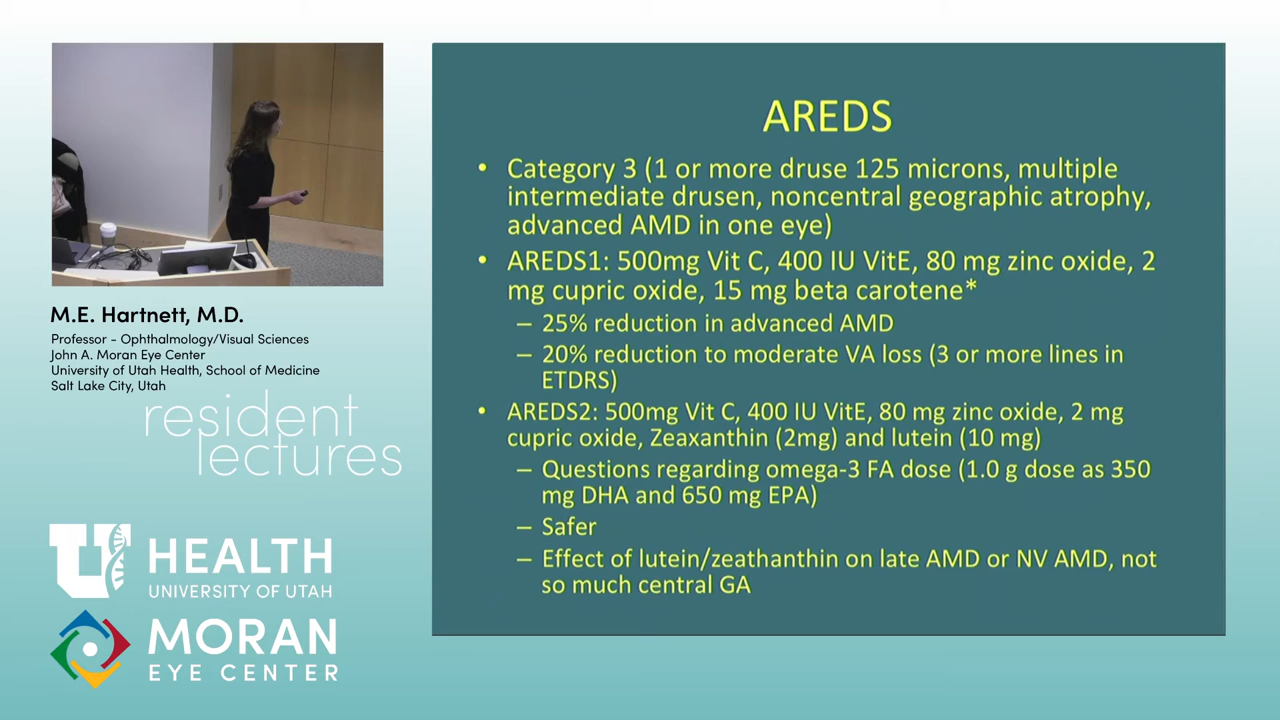 AREDS
• Category 3 (1 or more druse 125 microns, multiple
intermediate drusen, noncentral geographic atrophy,
advanced AMD in one eye)
• AREDS1: 500mg Vit C, 400 IU VitE, 80 mg zinc oxide, 2
mg cupric oxide, 15 mg beta carotene*
– 25% reduction in advanced AMD
– 20% reduction to moderate VA loss (3 or more lines in
ETDRS)
• AREDS2: 500mg Vit C, 400 IU VitE, 80 mg zinc oxide, 2 mg
cupric oxide, Zeaxanthin (2mg) and lutein (10 mg)
– Questions regarding omega-3 FA dose (1.0 g dose as 350
mg DHA and 650 mg EPA)
– Safer
– Effect of lutein/zeathanthin on late AMD or NV AMD, not
so much central GA
M.E. Hartnett, M.D.
Professor - Ophthalmology/Visual Sciences
John A. Moran Eye Center
University of Utah Health, School of Medicine
Salt Lake City, Utah
resident
lectures
U HEALTH
UNIVERSITY OF UTAH
MORAN
EYE CENTER